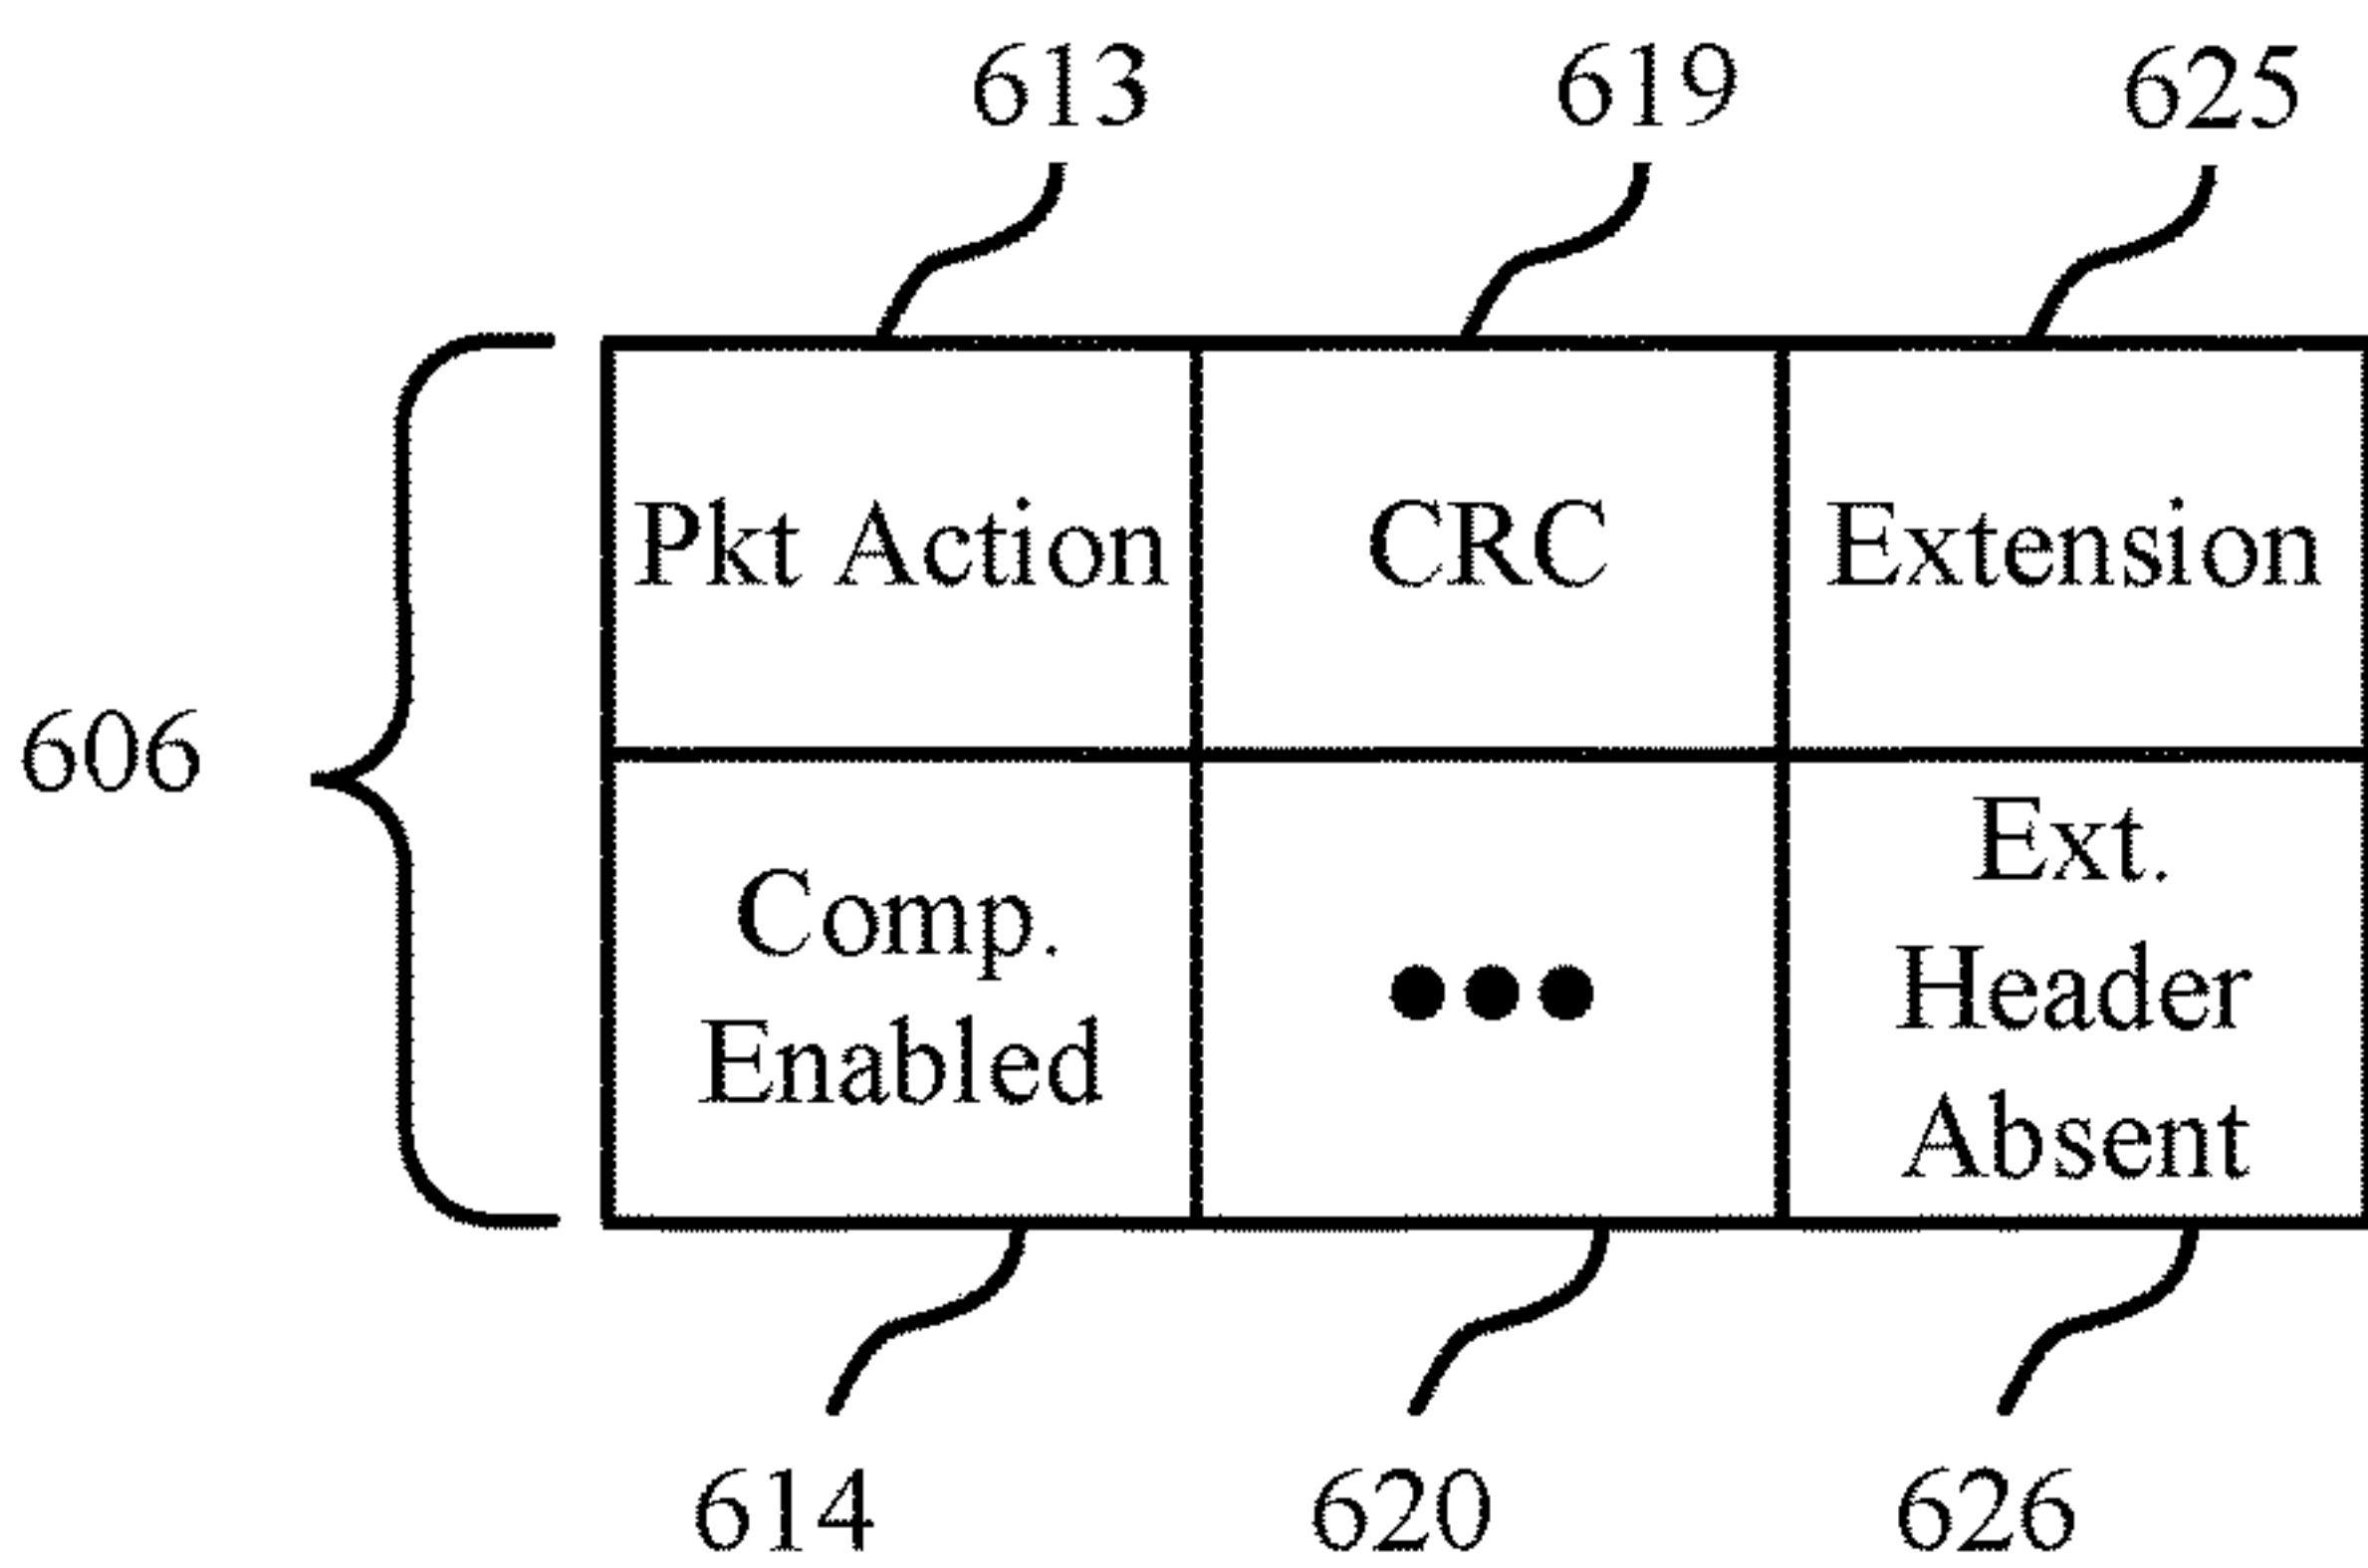 613 619 625
Pkt Action CRC Extension
606
Comp.
Enabled
●●●
Ext.
Header
Absent
614 620 626